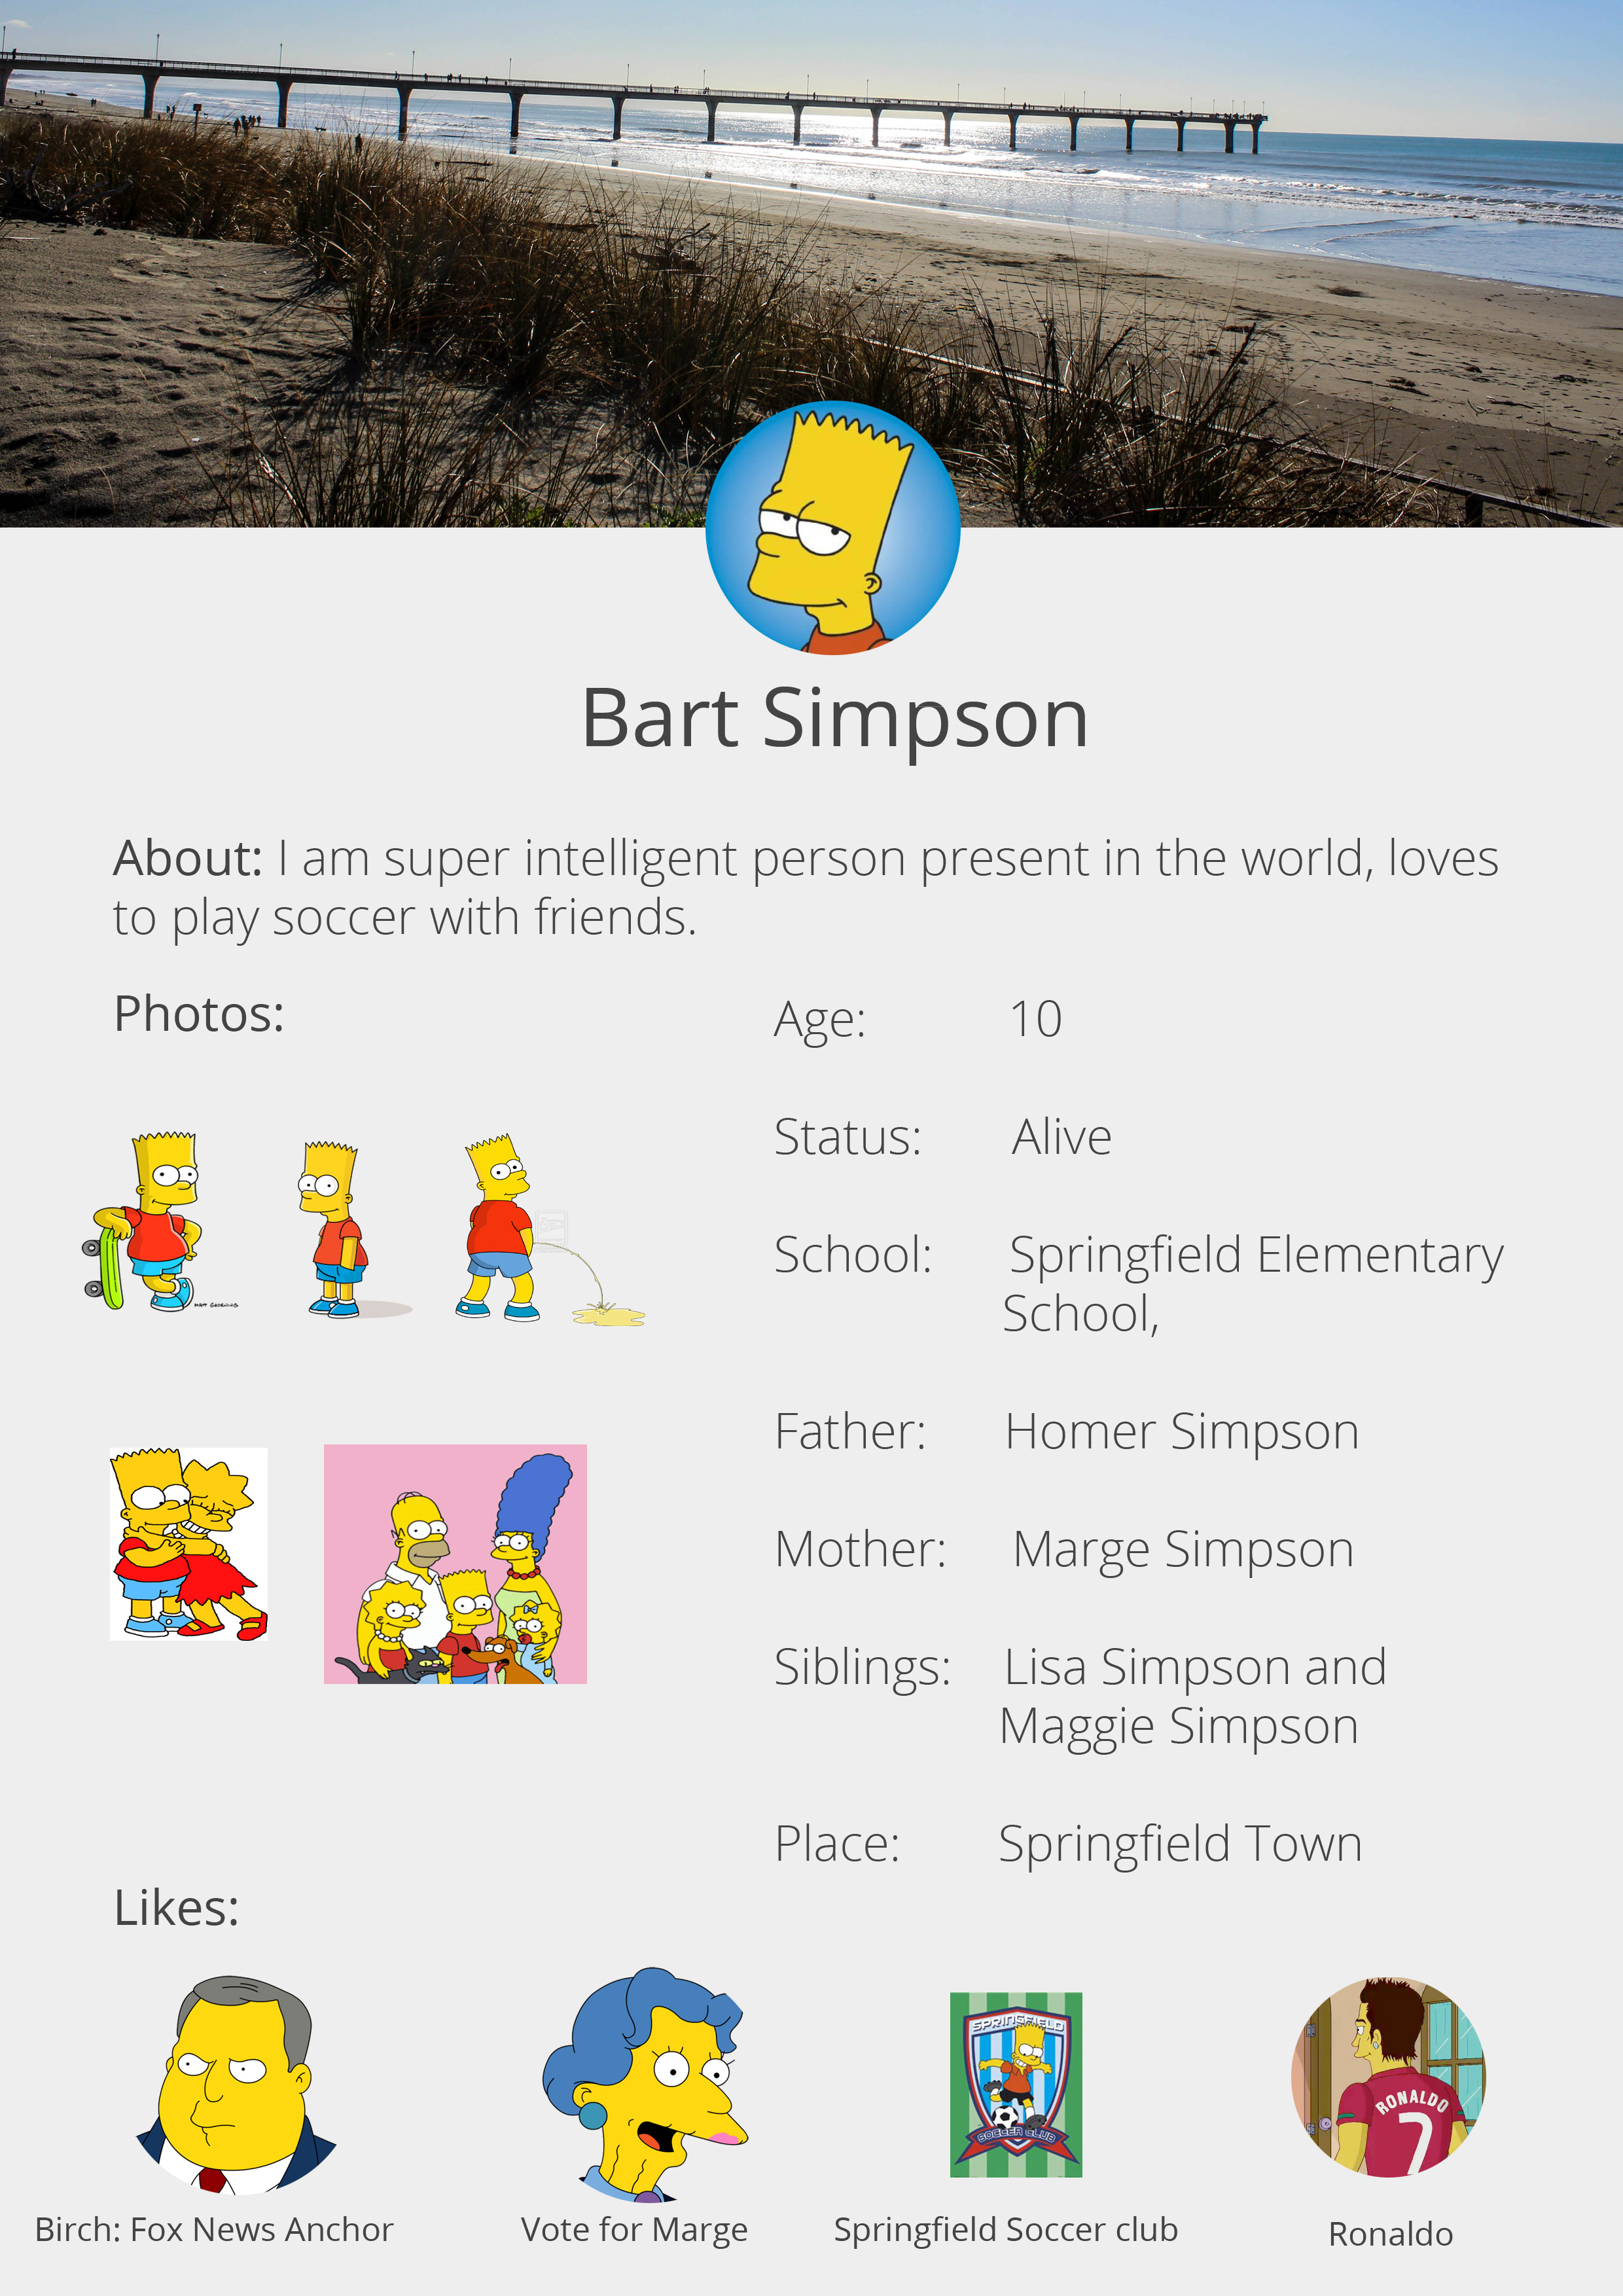 Bart Simpson
About: I am super intelligent person present in the world, loves
to play soccer with friends.
Photos:
MATT GROENING
Age: 10
Status: Alive
School: Springfield Elementary
School,
Father: Homer Simpson
Mother: Marge Simpson
Siblings: Lisa Simpson and
Maggie Simpson
Place: Springfield Town
Likes:
SPRINGFIELD
SOCCER CLUB
RONALDO
7
Birch: Fox News Anchor
Vote for Marge
Springfield Soccer club
Ronaldo